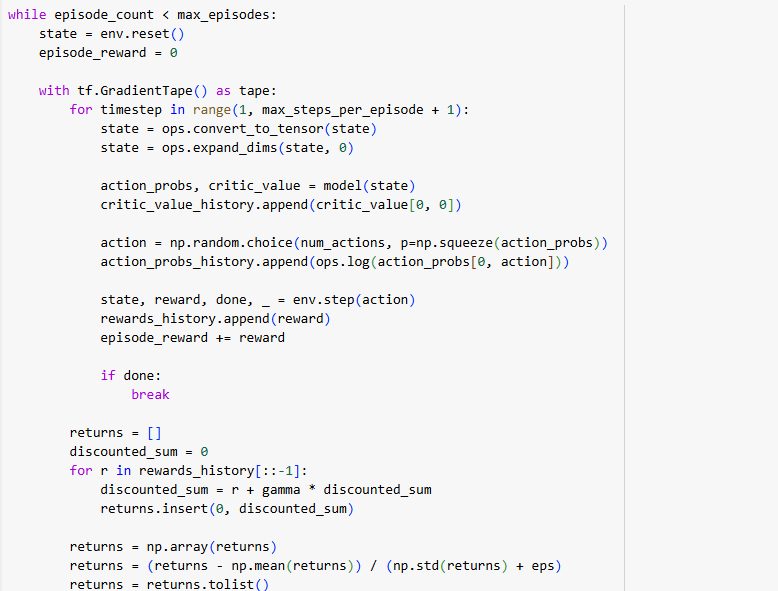 while episode_count < max_episodes:
    state = env.reset()
    episode_reward = 0

    with tf.GradientTape() as tape:
        for timestep in range(1, max_steps_per_episode + 1):
            state = ops.convert_to_tensor(state)
            state = ops.expand_dims(state, 0)

            action_probs, critic_value = model(state)
            critic_value_history.append(critic_value[0, 0])

            action = np.random.choice(num_actions, p=np.squeeze(action_probs))
            action_probs_history.append(ops.log(action_probs[0, action]))

            state, reward, done, _ = env.step(action)
            rewards_history.append(reward)
            episode_reward += reward

            if done:
                break

        returns = []
        discounted_sum = 0
        for r in rewards_history[::-1]:
            discounted_sum = r + gamma * discounted_sum
            returns.insert(0, discounted_sum)

        returns = np.array(returns)
        returns = (returns - np.mean(returns)) / (np.std(returns) + eps)
        returns = returns.tolist()